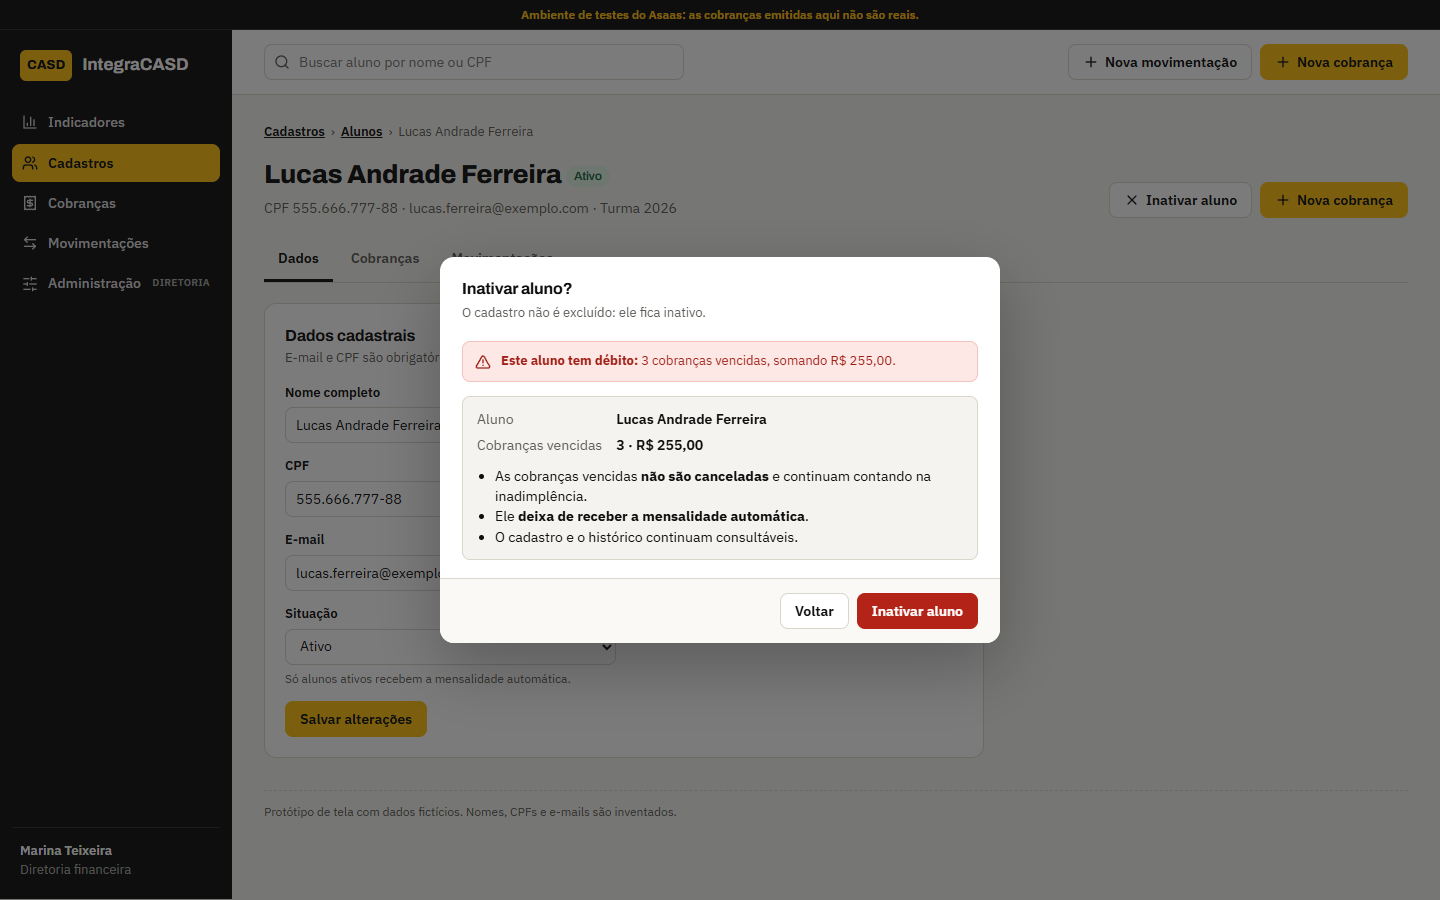 Ambiente de testes do Asaas: as cobranças emitidas aqui não são reais.
CASD IntegraCASD
Buscar aluno por nome ou CPF
Nova movimentação
Nova cobrança
Indicadores
Cadastros
Cobranças
Movimentações
Administração DIRETORIA
Cadastros › Alunos › Lucas Andrade Ferreira
Lucas Andrade Ferreira Ativo
CPF 555.666.777-88 · lucas.ferreira@exemplo.com · Turma 2026
Inativar aluno
Nova cobrança
Dados
Cobranças
Movimentações
Dados cadastrais
E-mail e CPF são obrigatór
Nome completo
Lucas Andrade Ferreira
CPF
555.666.777-88
E-mail
lucas.ferreira@exempl
Situação
Ativo
Só alunos ativos recebem a mensalidade automática.
Salvar alterações
Inativar aluno?
O cadastro não é excluído: ele fica inativo.
Este aluno tem débito: 3 cobranças vencidas, somando R$ 255,00.
Aluno Lucas Andrade Ferreira
Cobranças vencidas 3 · R$ 255,00
As cobranças vencidas não são canceladas e continuam contando na
inadimplência.
Ele deixa de receber a mensalidade automática.
O cadastro e o histórico continuam consultáveis.
Voltar
Inativar aluno
Protótipo de tela com dados fictícios. Nomes, CPFs e e-mails são inventados.
Marina Teixeira
Diretoria financeira